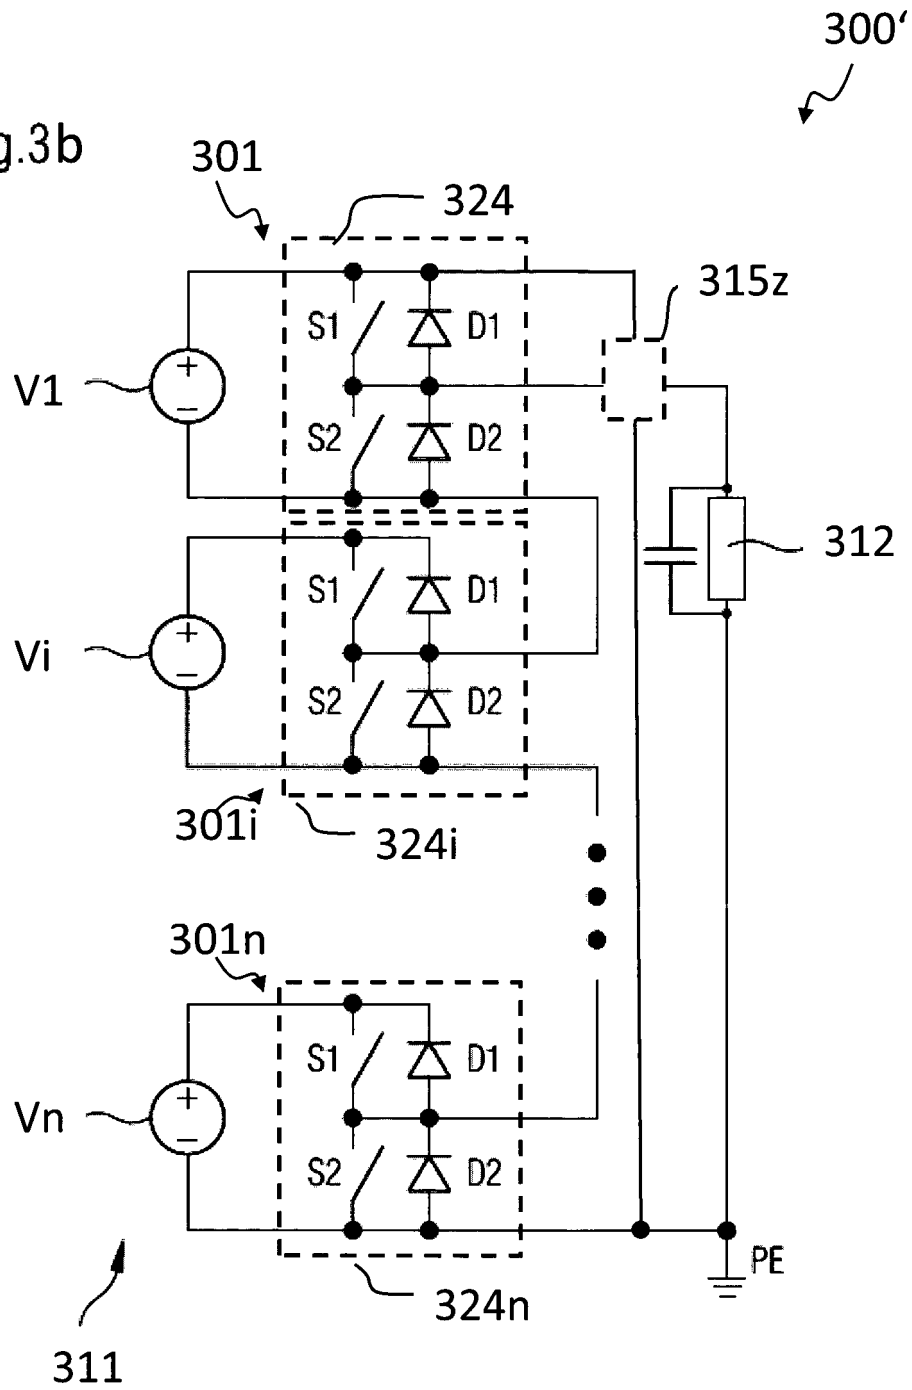 300‘
g.3b
301
324
315z
S1
D1
V1
+
−
S2
D2
312
S1
D1
Vi
+
−
S2
D2
301i
324i
301n
S1
D1
Vn
+
−
S2
D2
PE
324n
311